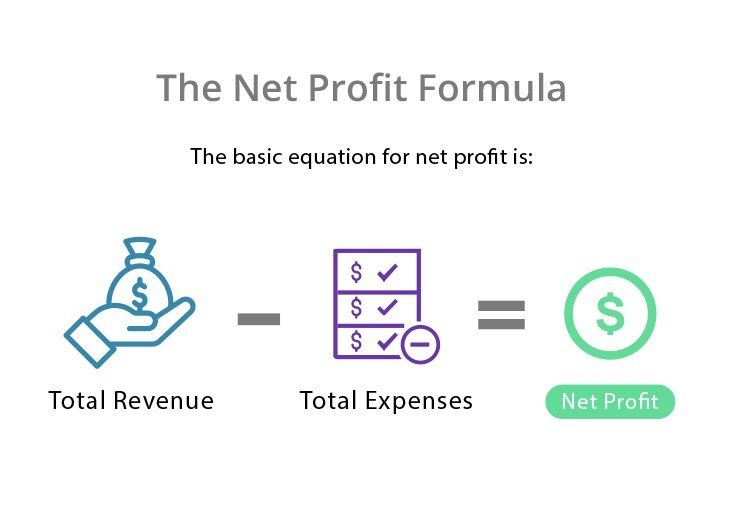 The Net Profit Formula
The basic equation for net profit is:
$
$
$
$
$
−
=
Total Revenue
Total Expenses
Net Profit